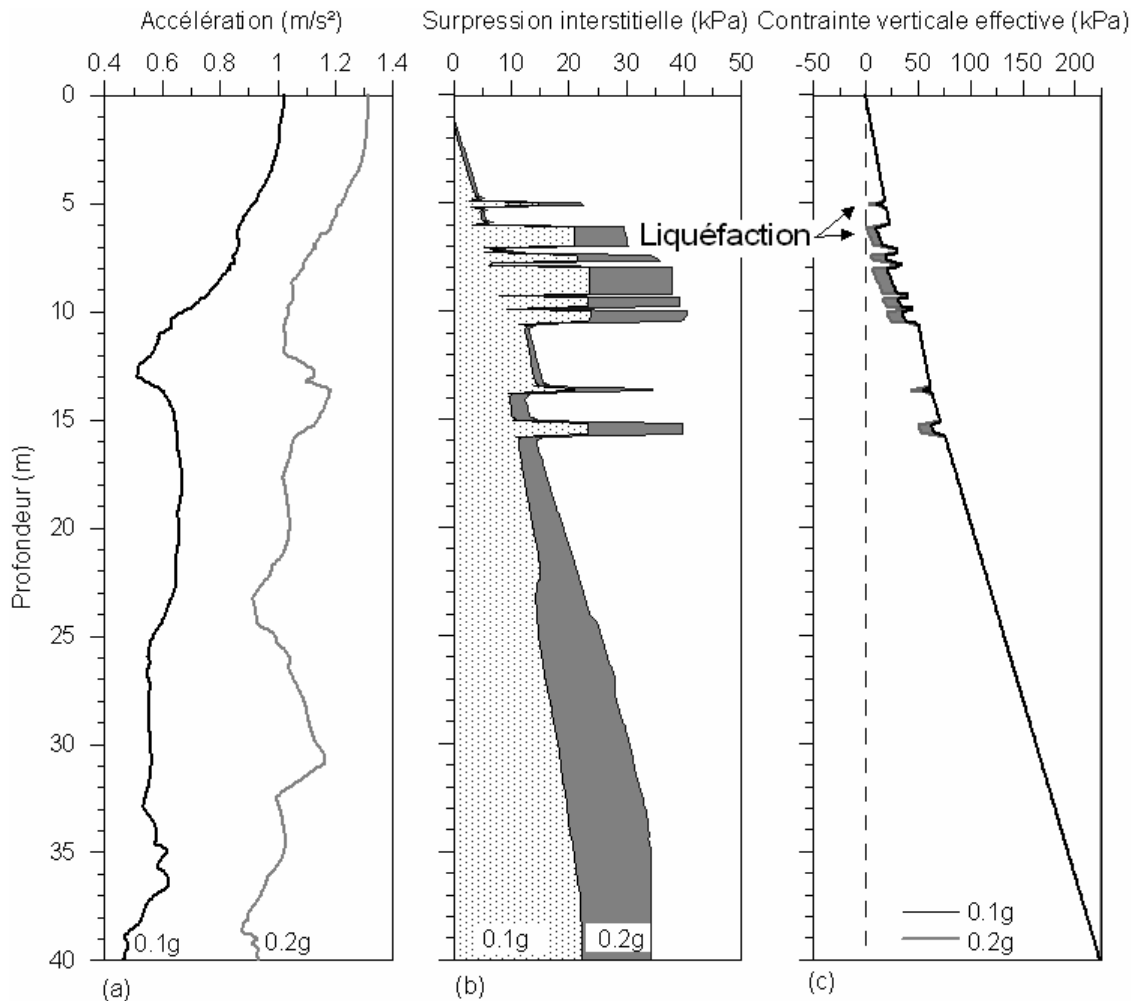 Accélération (m/s²)
Surpression interstitielle (kPa)
Contrainte verticale effective (kPa)
0.4 0.6 0.8 1 1.2 1.4
0 10 20 30 40 50
-50 0 50 100 150 200
0
5
10
15
20
25
30
35
40
Profondeur (m)
Liquéfaction
0.1g
0.2g
0.1g
0.2g
0.1g
0.2g
(a)
(b)
(c)